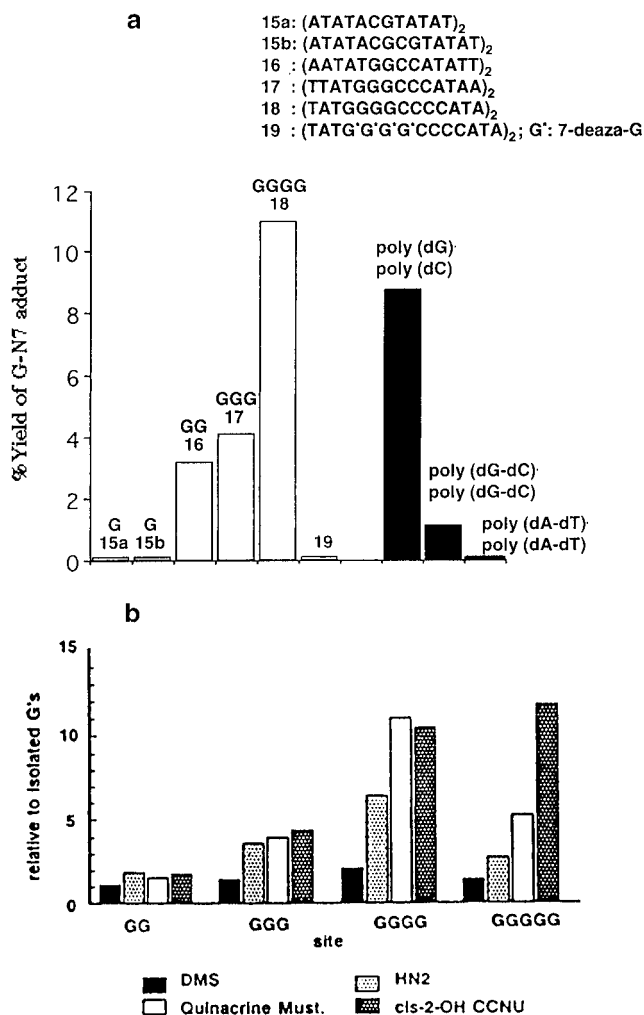 a
15a: (ATATACGTATAT)₂
15b: (ATATACGCGTATAT)₂
16 : (AATATGGCCATATT)₂
17 : (TTATGGGCCCATAA)₂
18 : (TATGGGGCCCCATA)₂
19 : (TATG*G*G*G*CCCCATA)₂; G*: 7-deaza-G
% Yield of G-N7 adduct
12
10
8
6
4
2
0
G
15a
G
15b
GG
16
GGG
17
GGGG
18
19
poly (dG)·
poly (dC)
poly (dG-dC)·
poly (dG-dC)
poly (dA-dT)·
poly (dA-dT)
b
relative to Isolated G's
15
10
5
0
GG
GGG
GGGG
GGGGG
site
DMS
HN2
Quinacrine Must.
cis-2-OH CCNU